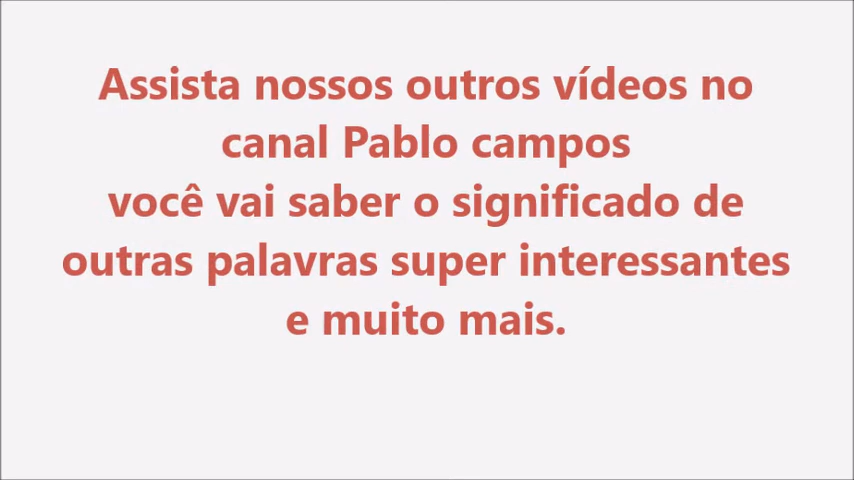 Assista nossos outros vídeos no
canal Pablo campos
você vai saber o significado de
outras palavras super interessantes
e muito mais.